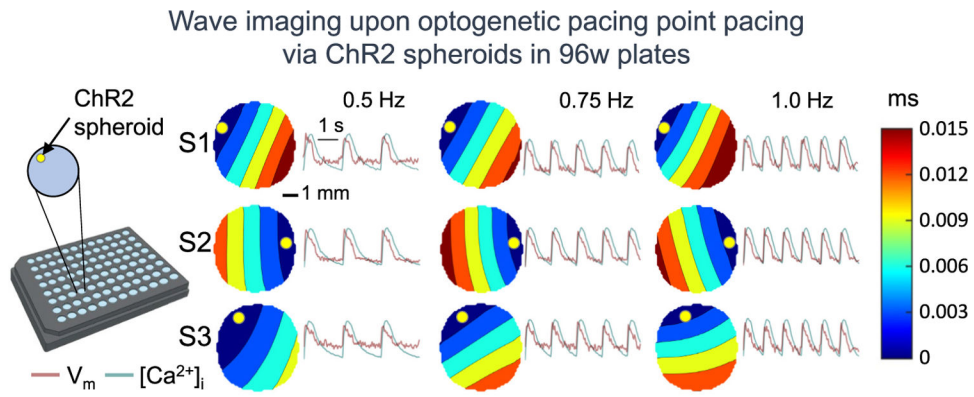 Wave imaging upon optogenetic pacing point pacing
via ChR2 spheroids in 96w plates
ChR2
spheroid
0.5 Hz
0.75 Hz
1.0 Hz
ms
S1
1 s
1 mm
S2
S3
0.015
0.012
0.009
0.006
0.003
0
Vm
[Ca²⁺]i